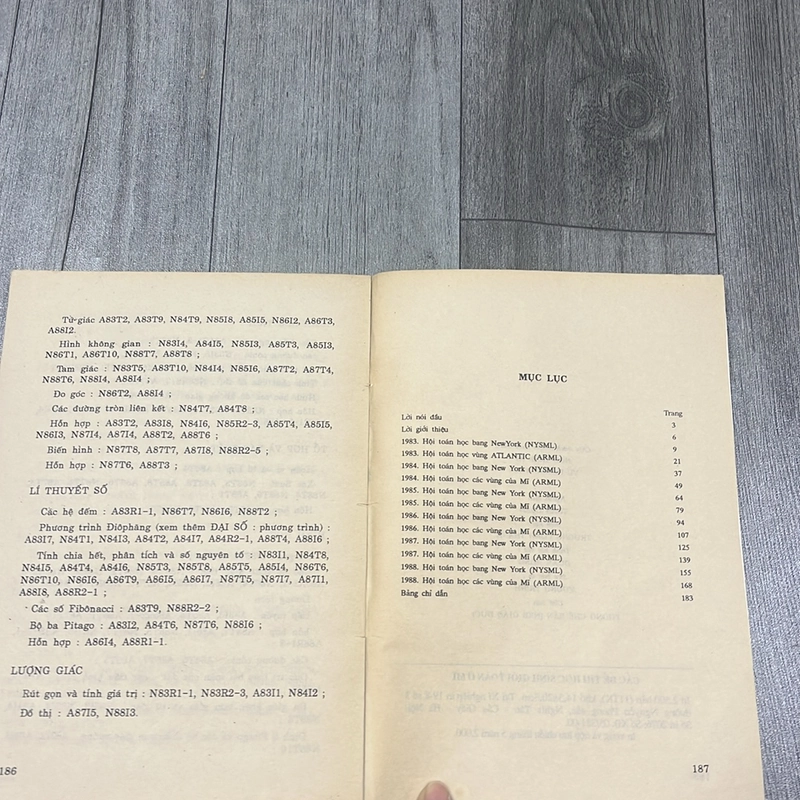 Tứ-giác A83T2, A83T9, N84T9, N85I8, A85I5, N86I2, A86T3,
A88I2.
Hình không gian : N83I4, A84I5, N85I3, A85T3, A85I3,
N86T1, A86T10, N88T7, A88T8 ;
Tam giác : N83T5, A83T10, N84I4, N85I6, A87T2, A87T4,
N88T6, N88I4, A88I4 ;
Đo góc : N86T2, A88I4 ;
Các đường tròn liên kết : N84T7, A84T8 ;
Hỗn hợp : A83T2, A83I8, N84I6, N85R2-3, A85T4, A85I5,
N86I3, N87I4, A87I4, A88T2, A88T6 ;
Biến hình : N87T8, A87T7, A87I8, N88R2-5 ;
Hỗn hợp : N87T6, A88T3 ;
LÍ THUYẾT SỐ
Các hệ đếm : A83R1-1, N86T7, N86I6, N88T2 ;
Phương trình Điôphăng (xem thêm ĐẠI SỐ : phương trình) :
A83I7, N84T1, N84I3, A84T2, A84I7, A84R2-1, A88T4, A88I6 ;
Tính chia hết, phân tích và số nguyên tố : N83I1, N84T8,
N84I5, A84T4, A84I6, N85T3, N85T8, A85T5, A85I4, N86T6,
N86T10, N86I6, A86T9, A86I5, A86I7, N87T5, N87I7, A87I1,
A88I8, A88R2-1 ;
Các số Fibônacci : A83T9, N88R2-2 ;
Bộ ba Pitago : A83I2, A84T6, N87T6, N88I6 ;
Hỗn hợp : A86I4, A88R1-1.
LƯỢNG GIÁC
Rút gọn và tính giá trị : N83R1-1, N83R2-3, A83I1, N84I2 ;
Đồ thị : A87I5, N88I3.
186
MỤC LỤC
Trang
Lời nói đầu 3
Lời giới thiệu 6
1983. Hội toán học bang NewYork (NYSML) 9
1983. Hội toán học vùng ATLANTIC (ARML) 21
1984. Hội toán học bang New York (NYSML) 37
1984. Hội toán học các vùng của Mĩ (ARML) 49
1985. Hội toán học bang New York (NYSML) 64
1985. Hội toán học các vùng của Mĩ (ARML) 79
1986. Hội toán học bang New York (NYSML) 94
1986. Hội toán học các vùng của Mĩ (ARML) 107
1987. Hội toán học bang New York (NYSML) 125
1987. Hội toán học các vùng của Mĩ (ARML) 139
1988. Hội toán học bang New York (NYSML) 155
1988. Hội toán học các vùng của Mĩ (ARML) 168
Bảng chỉ dẫn 183
187